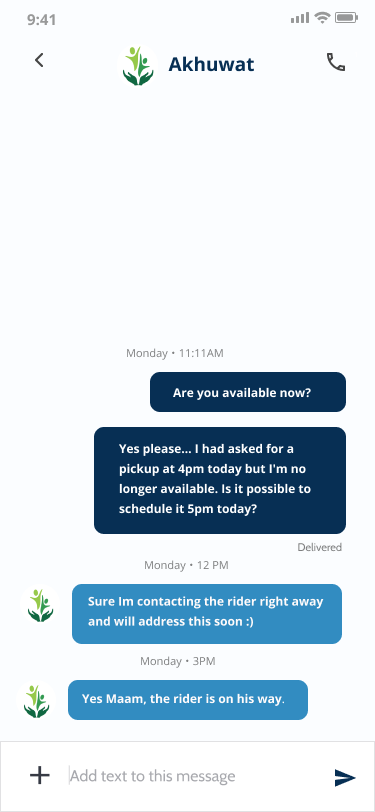 9:41
Akhuwat
Monday • 11:11AM
Are you available now?
Yes please... I had asked for a
pickup at 4pm today but I'm no
longer available. Is it possible to
schedule it 5pm today?
Delivered
Monday • 12 PM
Sure Im contacting the rider right away
and will address this soon :)
Monday • 3PM
Yes Maam, the rider is on his way.
Add text to this message